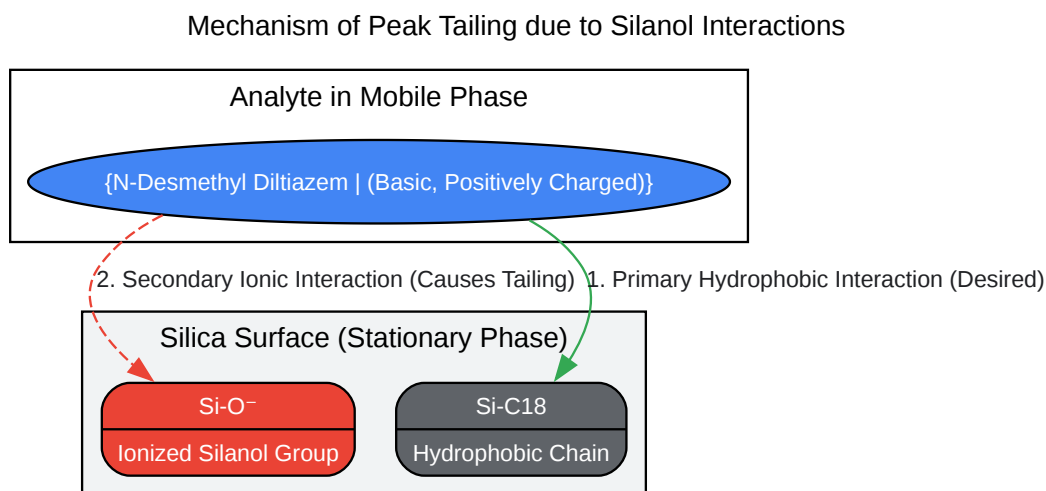 Mechanism of Peak Tailing due to Silanol Interactions
Analyte in Mobile Phase
{N-Desmethyl Diltiazem | (Basic, Positively Charged)}
2. Secondary Ionic Interaction (Causes Tailing)
1. Primary Hydrophobic Interaction (Desired)
Silica Surface (Stationary Phase)
Si-O⁻
Ionized Silanol Group
Si-C18
Hydrophobic Chain